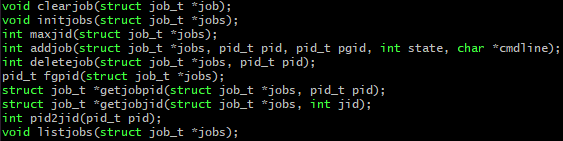 void clearjob(struct job_t *job);
void initjobs(struct job_t *jobs);
int maxjid(struct job_t *jobs);
int addjob(struct job_t *jobs, pid_t pid, pid_t pgid, int state, char *cmdline);
int deletejob(struct job_t *jobs, pid_t pid);
pid_t fgpid(struct job_t *jobs);
struct job_t *getjobpid(struct job_t *jobs, pid_t pid);
struct job_t *getjobjid(struct job_t *jobs, int jid);
int pid2jid(pid_t pid);
void listjobs(struct job_t *jobs);